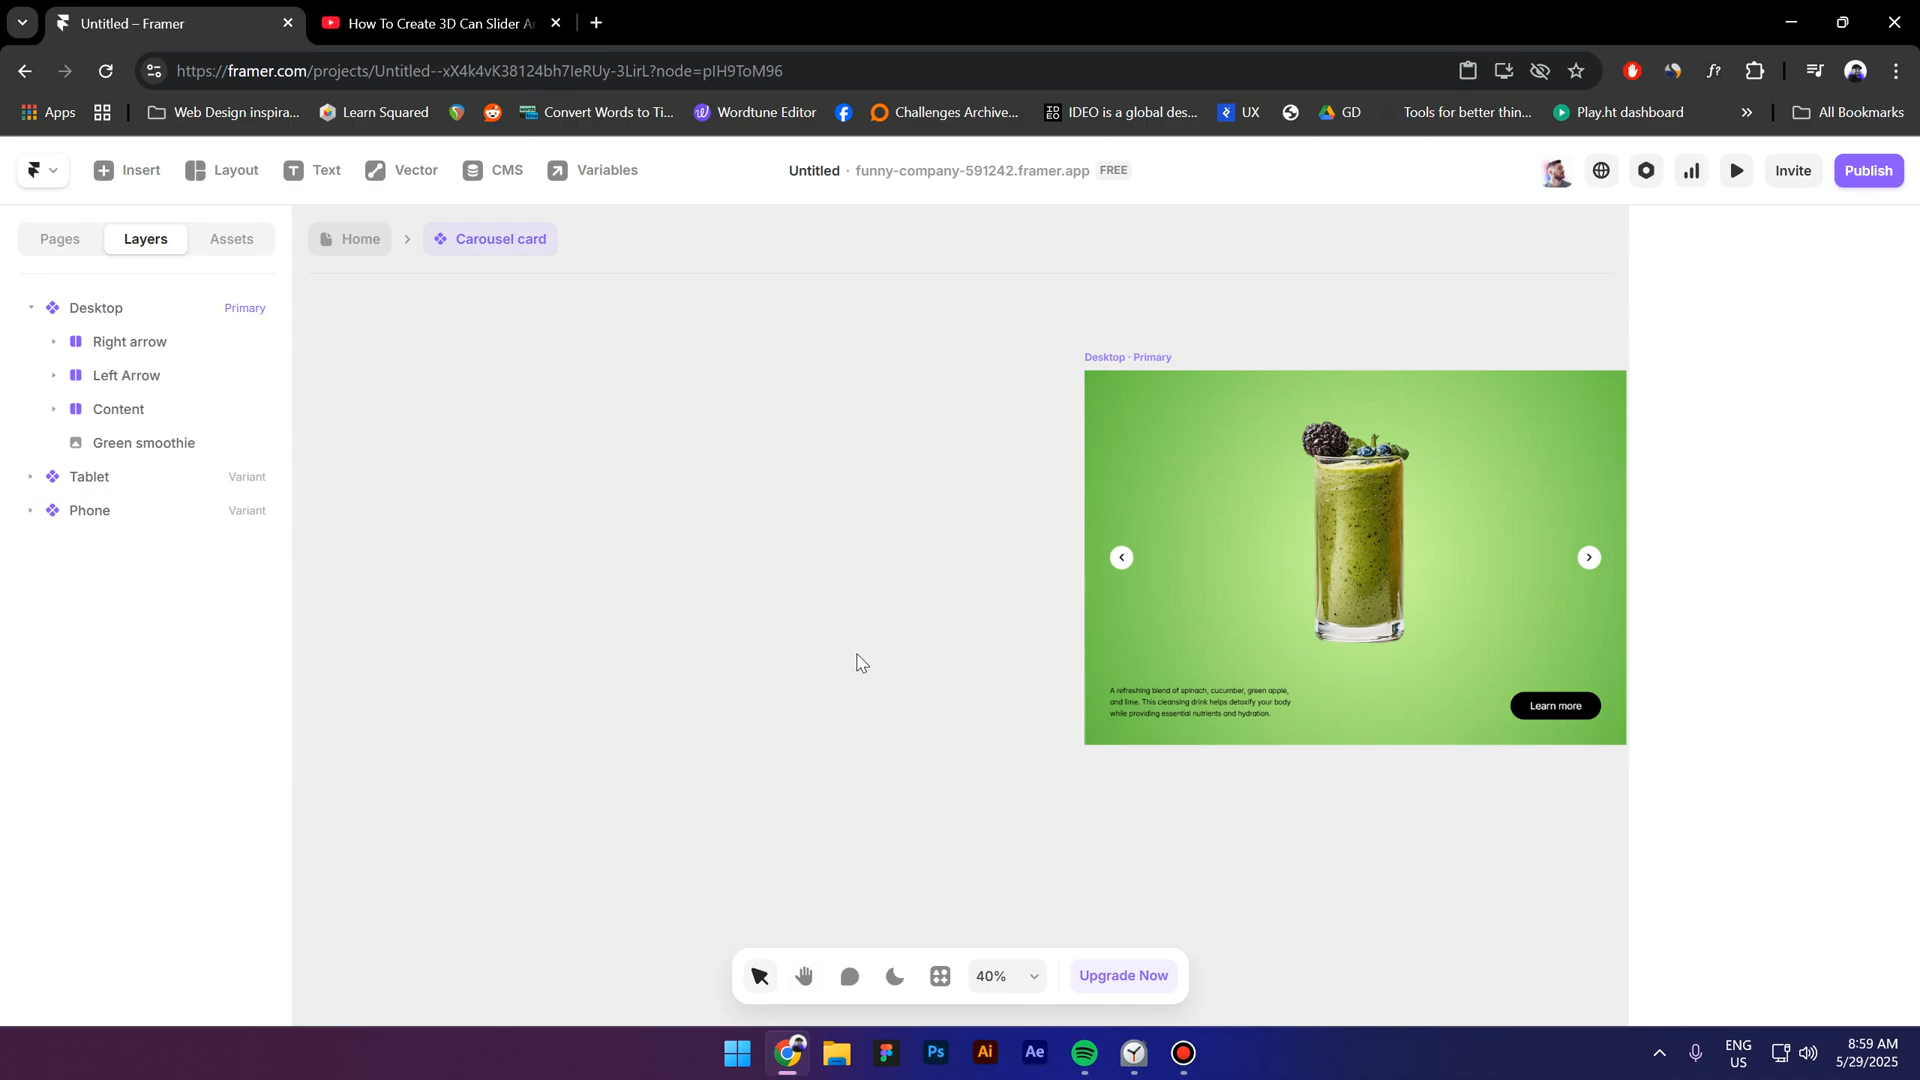 Untitled – Framer
How To Create 3D Can Slider A
https://framer.com/projects/Untitled--xX4k4vK38124bh7IeRUy-3LirL?node=pIH9ToM96
Apps
Web Design inspira...
Learn Squared
Convert Words to Ti...
Wordtune Editor
Challenges Archive...
IDEO is a global des...
UX
GD
Tools for better thin...
Play.ht dashboard
»
All Bookmarks
Insert
Layout
Text
Vector
CMS
Variables
Untitled · funny-company-591242.framer.app FREE
Invite
Publish
Pages
Layers
Assets
Home
Carousel card
Desktop
Primary
Right arrow
Left Arrow
Content
Green smoothie
Tablet
Variant
Phone
Variant
Desktop · Primary
A refreshing blend of spinach, cucumber, green apple,
and lime. This cleansing drink helps detoxify your body
while providing essential nutrients and hydration.
Learn more
40%
Upgrade Now
Ps
Ai
Ae
ENG
US
8:59 AM
5/29/2025